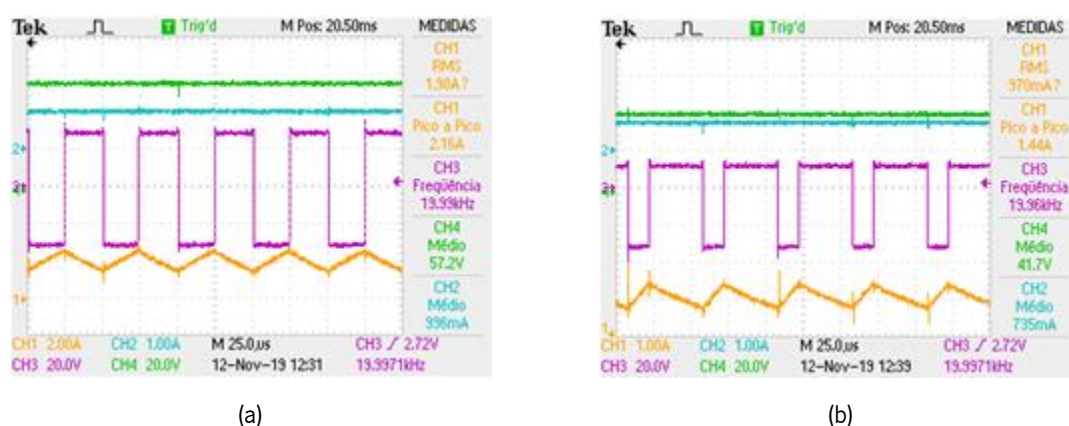 Tek Trig'd M Pos: 20.50ms MEDIDAS
CH1
RMS
1.98A?
CH1
Pico a Pico
2.16A
CH3
Freqüência
19.99kHz
CH4
Médio
57.2V
CH2
Médio
996mA
CH1 2.00A CH2 1.00A M 25.0µs CH3 / 2.72V
CH3 20.0V CH4 20.0V 12-Nov-19 12:31 19.9971kHz
(a)
Tek Trig'd M Pos: 20.50ms MEDIDAS
CH1
RMS
970mA?
CH1
Pico a Pico
1.44A
CH3
Freqüência
19.96kHz
CH4
Médio
41.7V
CH2
Médio
735mA
CH1 1.00A CH2 1.00A M 25.0µs CH3 / 2.72V
CH3 20.0V CH4 20.0V 12-Nov-19 12:39 19.9971kHz
(b)